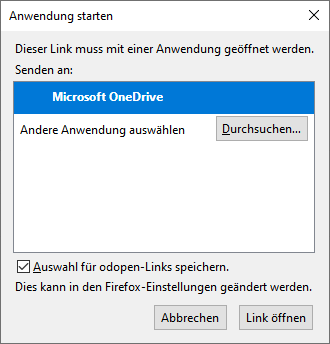 Anwendung starten
Dieser Link muss mit einer Anwendung geöffnet werden.
Senden an:
Microsoft OneDrive
Andere Anwendung auswählen Durchsuchen...
Auswahl für odopen-Links speichern.
Dies kann in den Firefox-Einstellungen geändert werden.
Abbrechen Link öffnen